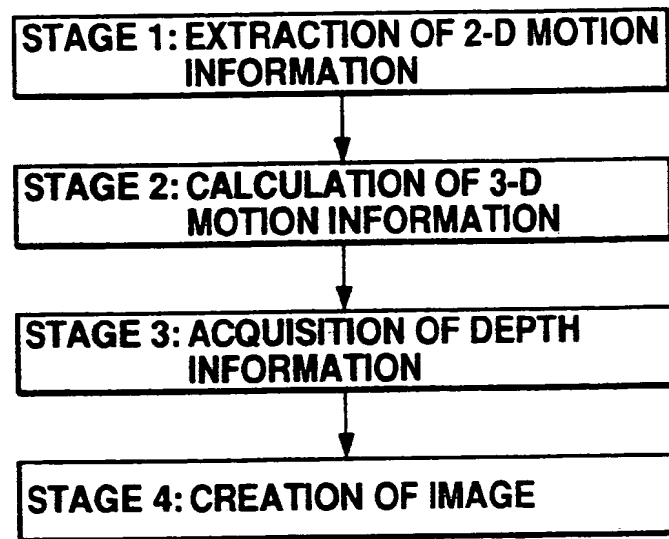 STAGE 1: EXTRACTION OF 2-D MOTION
INFORMATION
STAGE 2: CALCULATION OF 3-D
MOTION INFORMATION
STAGE 3: ACQUISITION OF DEPTH
INFORMATION
STAGE 4: CREATION OF IMAGE